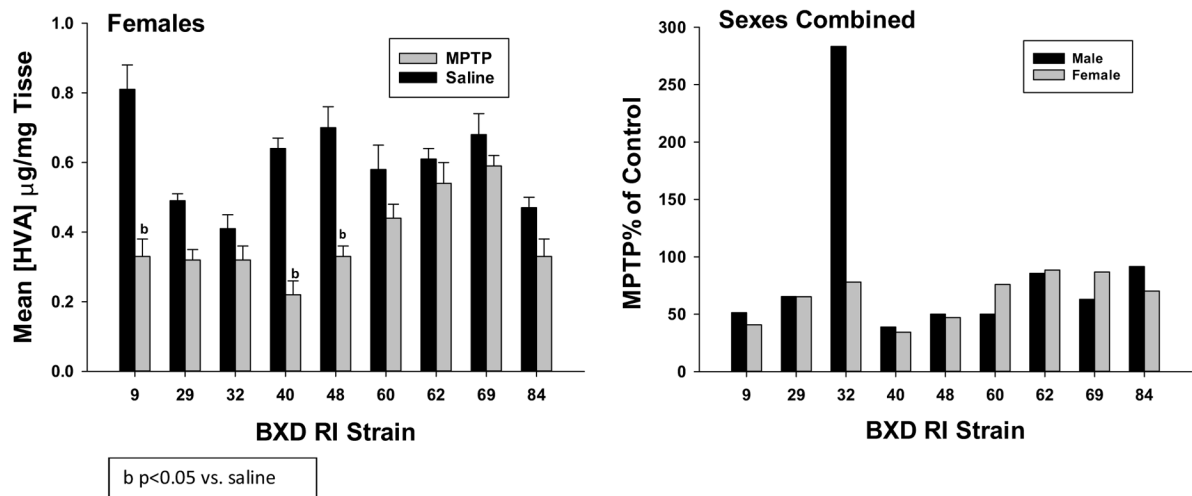 Females
MPTP
Saline
Mean [HVA] µg/mg Tisse
1.0
0.8
0.6
0.4
0.2
0.0
b
b
b
9 29 32 40 48 60 62 69 84
BXD RI Strain
b p<0.05 vs. saline
Sexes Combined
Male
Female
MPTP% of Control
300
250
200
150
100
50
0
9 29 32 40 48 60 62 69 84
BXD RI Strain